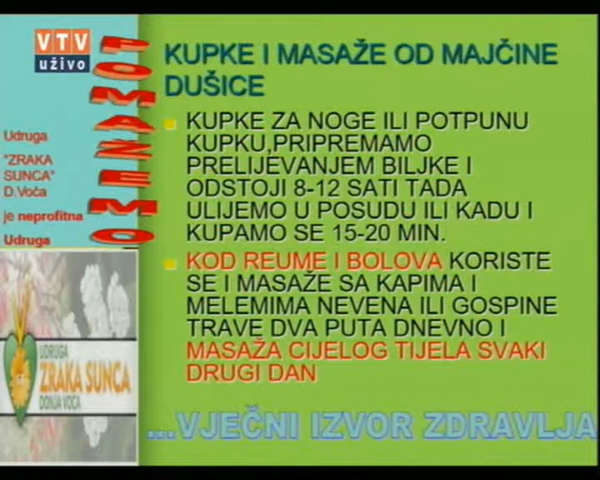 VTV
uživo
POMAŽEMO
Udruga
"ZRAKA
SUNCA"
D.Voća
je neprofitna
Udruga
UDRUGA
ZRAKA SUNCA
DONJA VOĆA
KUPKE I MASAŽE OD MAJČINE
DUŠICE
KUPKE ZA NOGE ILI POTPUNU
KUPKU,PRIPREMAMO
PRELIJEVANJEM BILJKE I
ODSTOJI 8-12 SATI TADA
ULIJEMO U POSUDU ILI KADU I
KUPAMO SE 15-20 MIN.
KOD REUME I BOLOVA KORISTE
SE I MASAŽE SA KAPIMA I
MELEMIMA NEVENA ILI GOSPINE
TRAVE DVA PUTA DNEVNO I
MASAŽA CIJELOG TIJELA SVAKI
DRUGI DAN
...VJEČNI IZVOR ZDRAVLJA